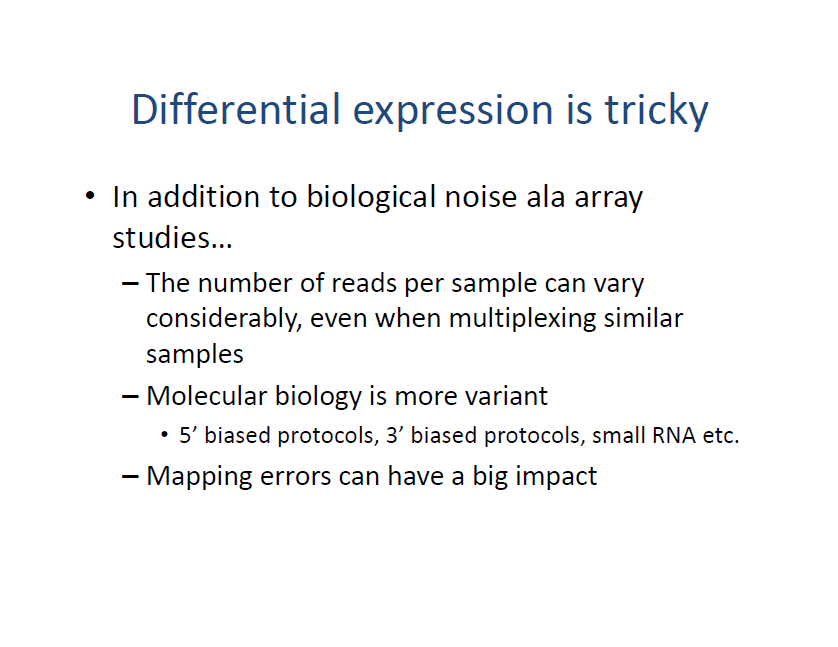 Differential expression is tricky
• In addition to biological noise ala array
studies…
– The number of reads per sample can vary
considerably, even when multiplexing similar
samples
– Molecular biology is more variant
• 5’ biased protocols, 3’ biased protocols, small RNA etc.
– Mapping errors can have a big impact